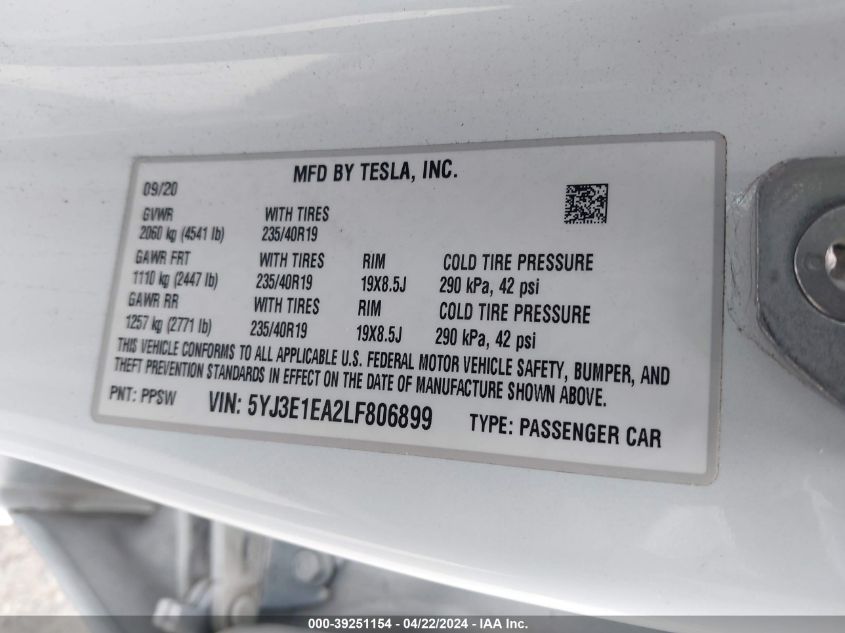 MFD BY TESLA, INC.
09/20
GVWR WITH TIRES
2060 kg (4541 lb) 235/40R19
GAWR FRT WITH TIRES RIM COLD TIRE PRESSURE
1110 kg (2447 lb) 235/40R19 19X8.5J 290 kPa, 42 psi
GAWR RR WITH TIRES RIM COLD TIRE PRESSURE
1257 kg (2771 lb) 235/40R19 19X8.5J 290 kPa, 42 psi
THIS VEHICLE CONFORMS TO ALL APPLICABLE U.S. FEDERAL MOTOR VEHICLE SAFETY, BUMPER, AND
THEFT PREVENTION STANDARDS IN EFFECT ON THE DATE OF MANUFACTURE SHOWN ABOVE.
PNT: PPSW VIN: 5YJ3E1EA2LF806899 TYPE: PASSENGER CAR
000-39251154 - 04/22/2024 - IAA Inc.